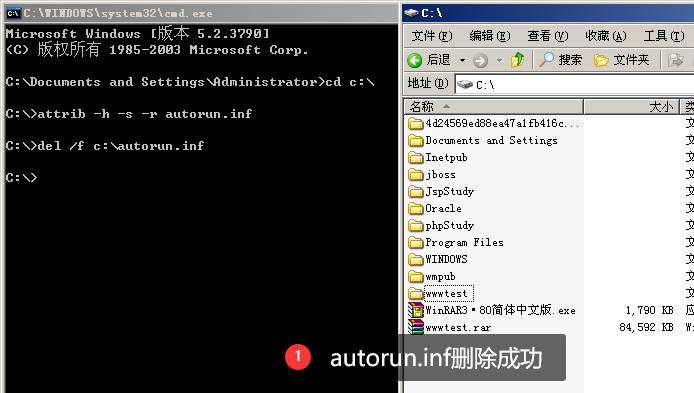 C:\WINDOWS\system32\cmd.exe
Microsoft Windows [版本 5.2.3790]
(C) 版权所有 1985-2003 Microsoft Corp.
C:\Documents and Settings\Administrator>cd c:\
C:\>attrib -h -s -r autorun.inf
C:\>del /f c:\autorun.inf
C:\>
C:\
文件(F) 编辑(E) 查看(V) 收藏(A) 工具(T)
后退 搜索 文件夹
地址(D) C:\
名称 大小
4d24569ed88ea47a1fb416c... 文
Documents and Settings 文
Inetpub 文
jboss 文
JspStudy 文
Oracle 文
phpStudy 文
Program Files 文
WINDOWS 文
wmpub 文
wwwtest 文
WinRAR3·80简体中文版.exe 1,790 KB 应
wwwtest.rar 84,592 KB W
1 autorun.inf删除成功